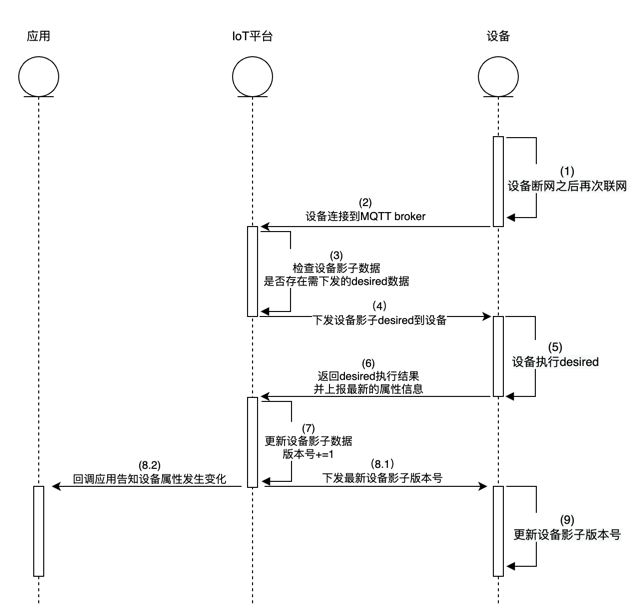 应用
IoT平台
设备
(1)
设备断网之后再次联网
(2)
设备连接到MQTT broker
(3)
检查设备影子数据
是否存在需下发的desired数据
(4)
下发设备影子desired到设备
(5)
设备执行desired
(6)
返回desired执行结果
并上报最新的属性信息
(7)
更新设备影子数据
版本号+=1
(8.2)
回调应用告知设备属性发生变化
(8.1)
下发最新设备影子版本号
(9)
更新设备影子版本号